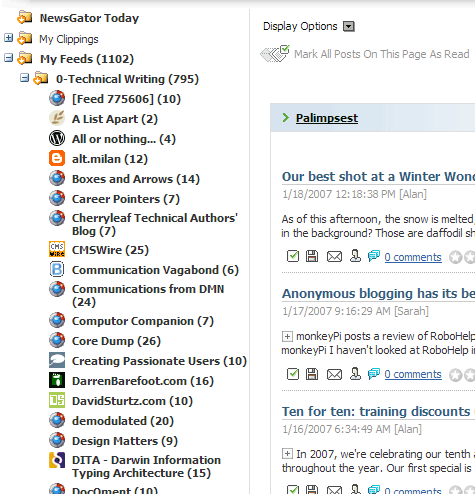 NewsGator Today
My Clippings
My Feeds (1102)
0-Technical Writing (795)
[Feed 775606] (10)
A List Apart (2)
All or nothing... (4)
alt.milan (12)
Boxes and Arrows (14)
Career Pointers (7)
Cherryleaf Technical Authors'
Blog (7)
CMS
WiRE
CMSWire (25)
Communication Vagabond (6)
Communications from DMN
(24)
Computor Companion (7)
Core Dump (26)
Creating Passionate Users (10)
DarrenBarefoot.com (16)
DavidSturtz.com (10)
demodulated (20)
Design Matters (9)
DITA - Darwin Information
Typing Architecture (15)
DocOment (10)
Display Options
Mark All Posts On This Page As Read
Palimpsest
Our best shot at a Winter Wond
1/18/2007 12:18:38 PM [Alan]
As of this afternoon, the snow is melted,
in the background? Those are daffodil sh
0 comments
Anonymous blogging has its be
1/17/2007 9:16:29 AM [Sarah]
monkeyPi posts a review of RoboHelp
monkeyPi I haven't looked at RoboHelp i
0 comments
Ten for ten: training discounts
1/16/2007 6:34:49 AM [Alan]
In 2007, we're celebrating our tenth a
throughout the year. Our first special is
0 comments